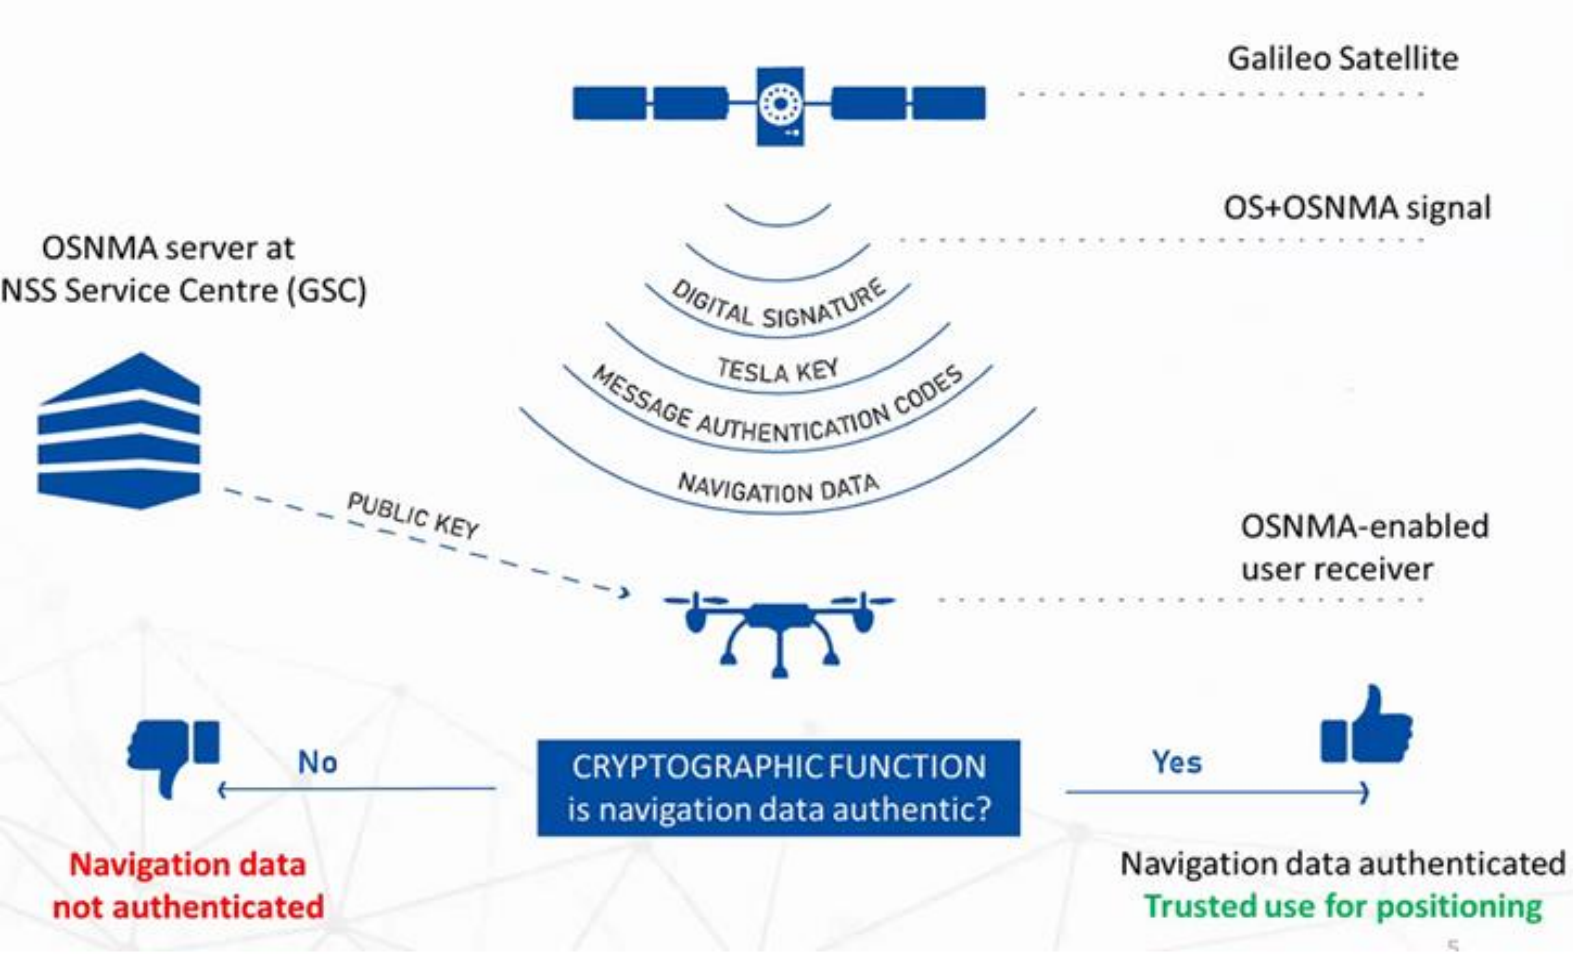 Galileo Satellite
OS+OSNMA signal
OSNMA server at
NSS Service Centre (GSC)
DIGITAL SIGNATURE
TESLA KEY
MESSAGE AUTHENTICATION CODES
NAVIGATION DATA
PUBLIC KEY
OSNMA-enabled
user receiver
No
CRYPTOGRAPHIC FUNCTION
is navigation data authentic?
Yes
Navigation data
not authenticated
Navigation data authenticated
Trusted use for positioning